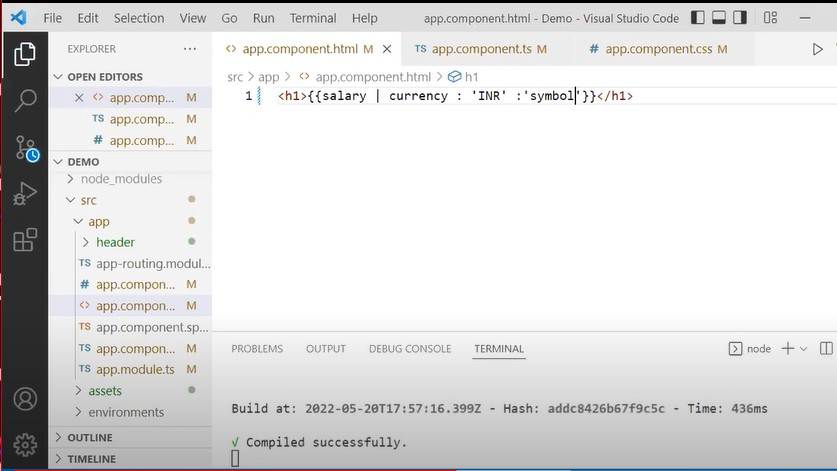 File Edit Selection View Go Run Terminal Help app.component.html - Demo - Visual Studio Code
EXPLORER ...
app.component.html M
TS app.component.ts M
# app.component.css M
OPEN EDITORS
<> app.comp... M
TS app.comp... M
# app.comp... M
src > app > <> app.component.html > h1
1 <h1>{{salary | currency : 'INR' :'symbol'}}</h1>
DEMO
node_modules
src
app
header
TS app-routing.modul...
# app.compon... M
<> app.compon... M
TS app.component.sp...
TS app.compon... M
TS app.module.ts M
assets
environments
OUTLINE
TIMELINE
PROBLEMS OUTPUT DEBUG CONSOLE TERMINAL node
Build at: 2022-05-20T17:57:16.399Z - Hash: addc8426b67f9c5c - Time: 436ms
√ Compiled successfully.